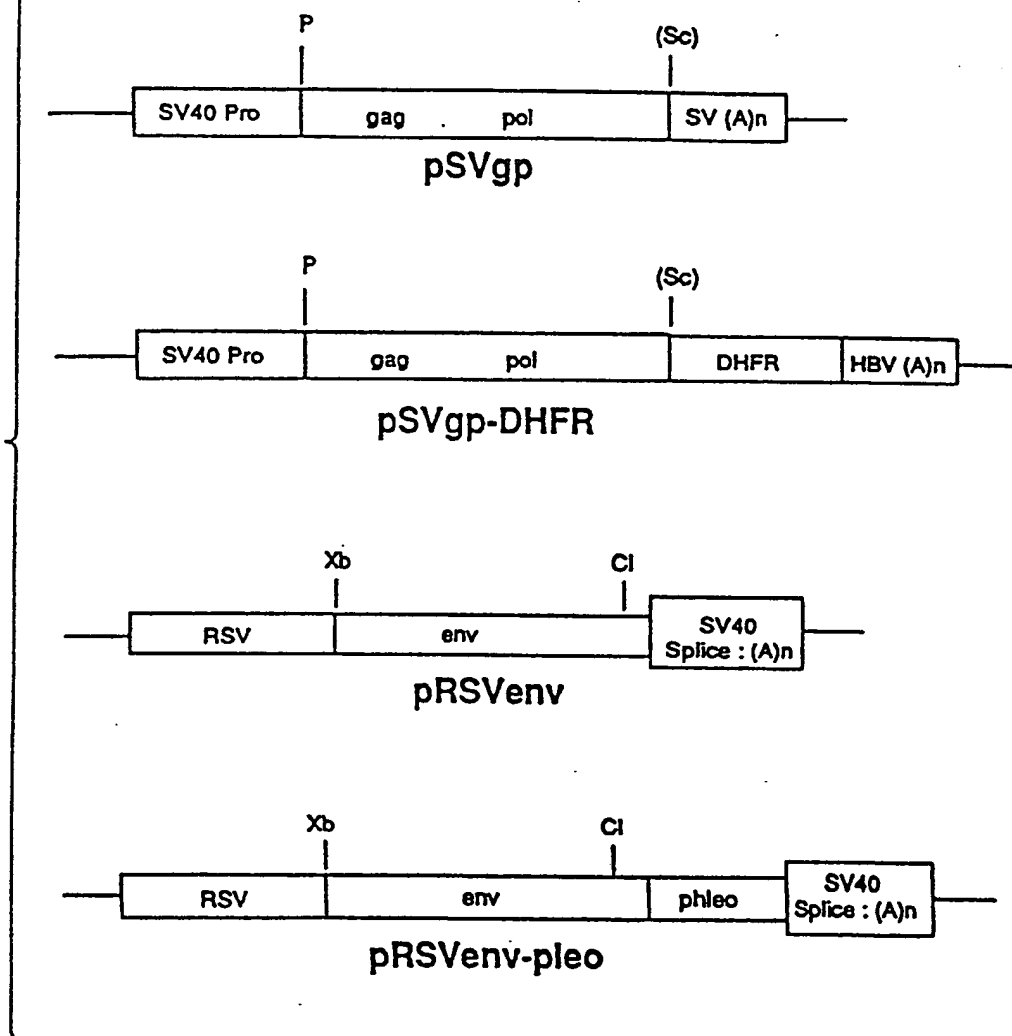 P (Sc)
SV40 Pro gag pol SV (A)n
pSVgp
P (Sc)
SV40 Pro gag pol DHFR HBV (A)n
pSVgp-DHFR
Xb Cl
RSV env SV40
Splice : (A)n
pRSVenv
Xb Cl
RSV env phleo SV40
Splice : (A)n
pRSVenv-pleo